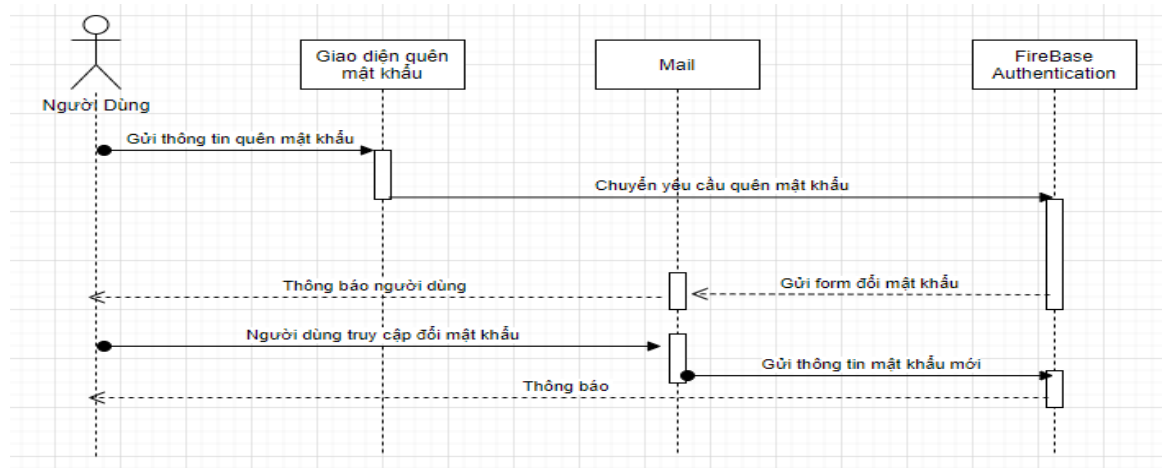 Giao diện quên
mật khẩu
Mail
FireBase
Authentication
Người Dùng
Gửi thông tin quên mật khẩu
Chuyển yêu cầu quên mật khẩu
Thông báo người dùng
Gửi form đổi mật khẩu
Người dùng truy cập đổi mật khẩu
Gửi thông tin mật khẩu mới
Thông báo